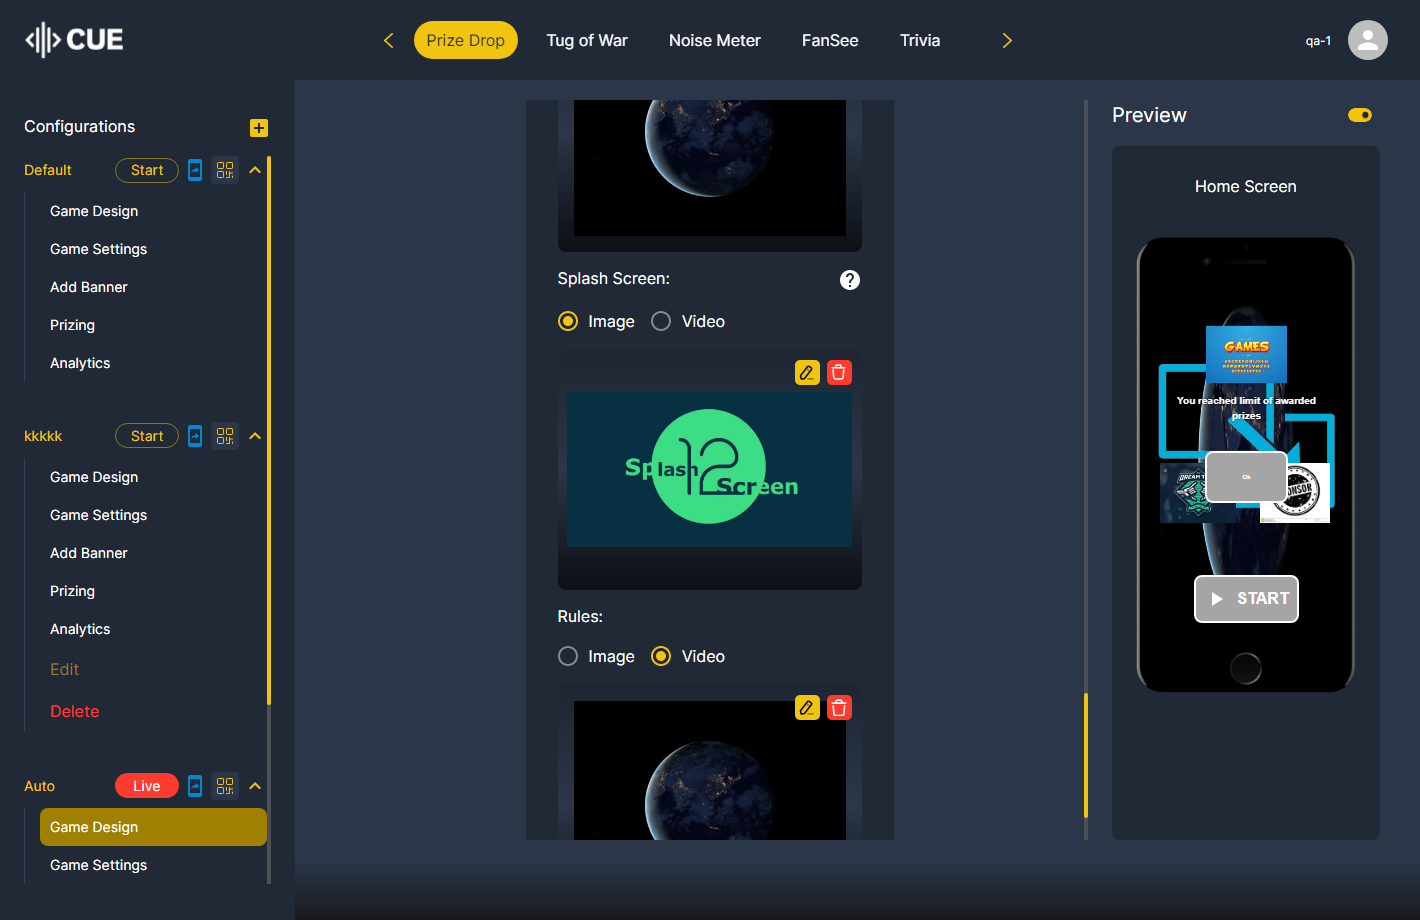 CUE
Prize Drop
Tug of War
Noise Meter
FanSee
Trivia
qa-1
Configurations
Default
Start
Game Design
Game Settings
Add Banner
Prizing
Analytics
kkkkk
Start
Game Design
Game Settings
Add Banner
Prizing
Analytics
Edit
Delete
Auto
Live
Game Design
Game Settings
Splash Screen:
?
Image
Video
Splash
12
Screen
Rules:
Image
Video
Preview
Home Screen
GAMES
You reached limit of awarded
prizes
DREAM T
Ok
NSOR
START